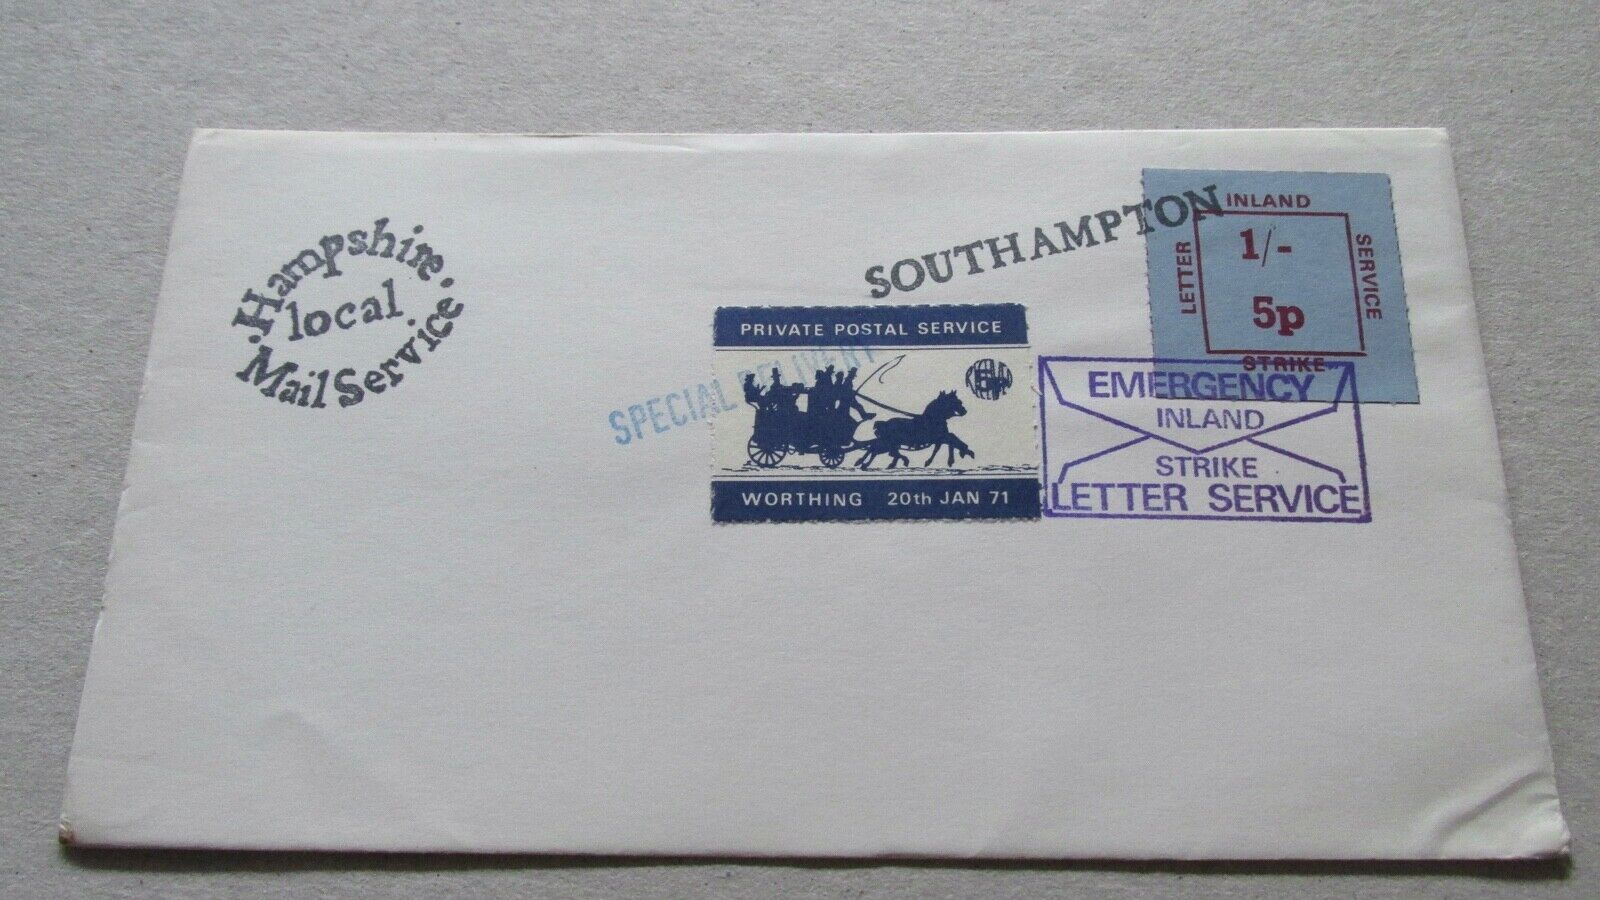 Hampshire
local
Mail Service
SOUTHAMPTON
INLAND
LETTER
1/-
5p
SERVICE
STRIKE
PRIVATE POSTAL SERVICE
SPECIAL DELIVERY
WORTHING 20th JAN 71
EMERGENCY
INLAND
STRIKE
LETTER SERVICE